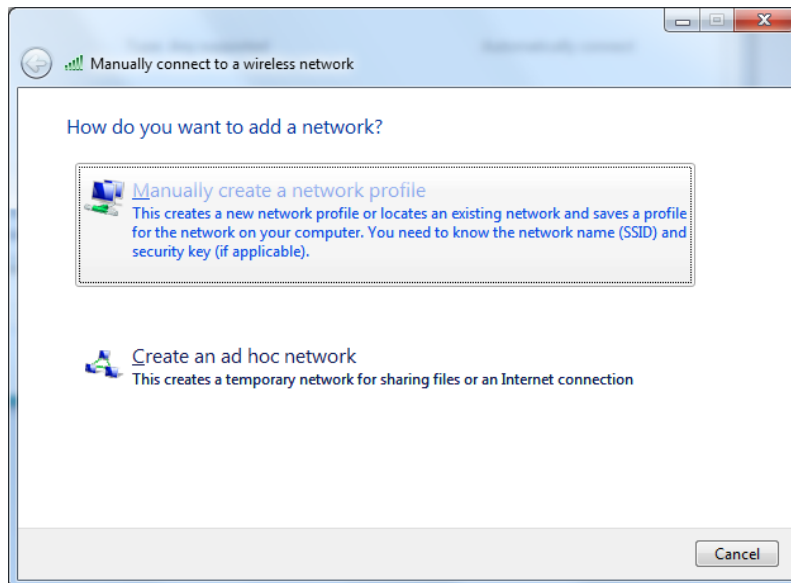 Manually connect to a wireless network
How do you want to add a network?
Manually create a network profile
This creates a new network profile or locates an existing network and saves a profile
for the network on your computer. You need to know the network name (SSID) and
security key (if applicable).
Create an ad hoc network
This creates a temporary network for sharing files or an Internet connection
Cancel